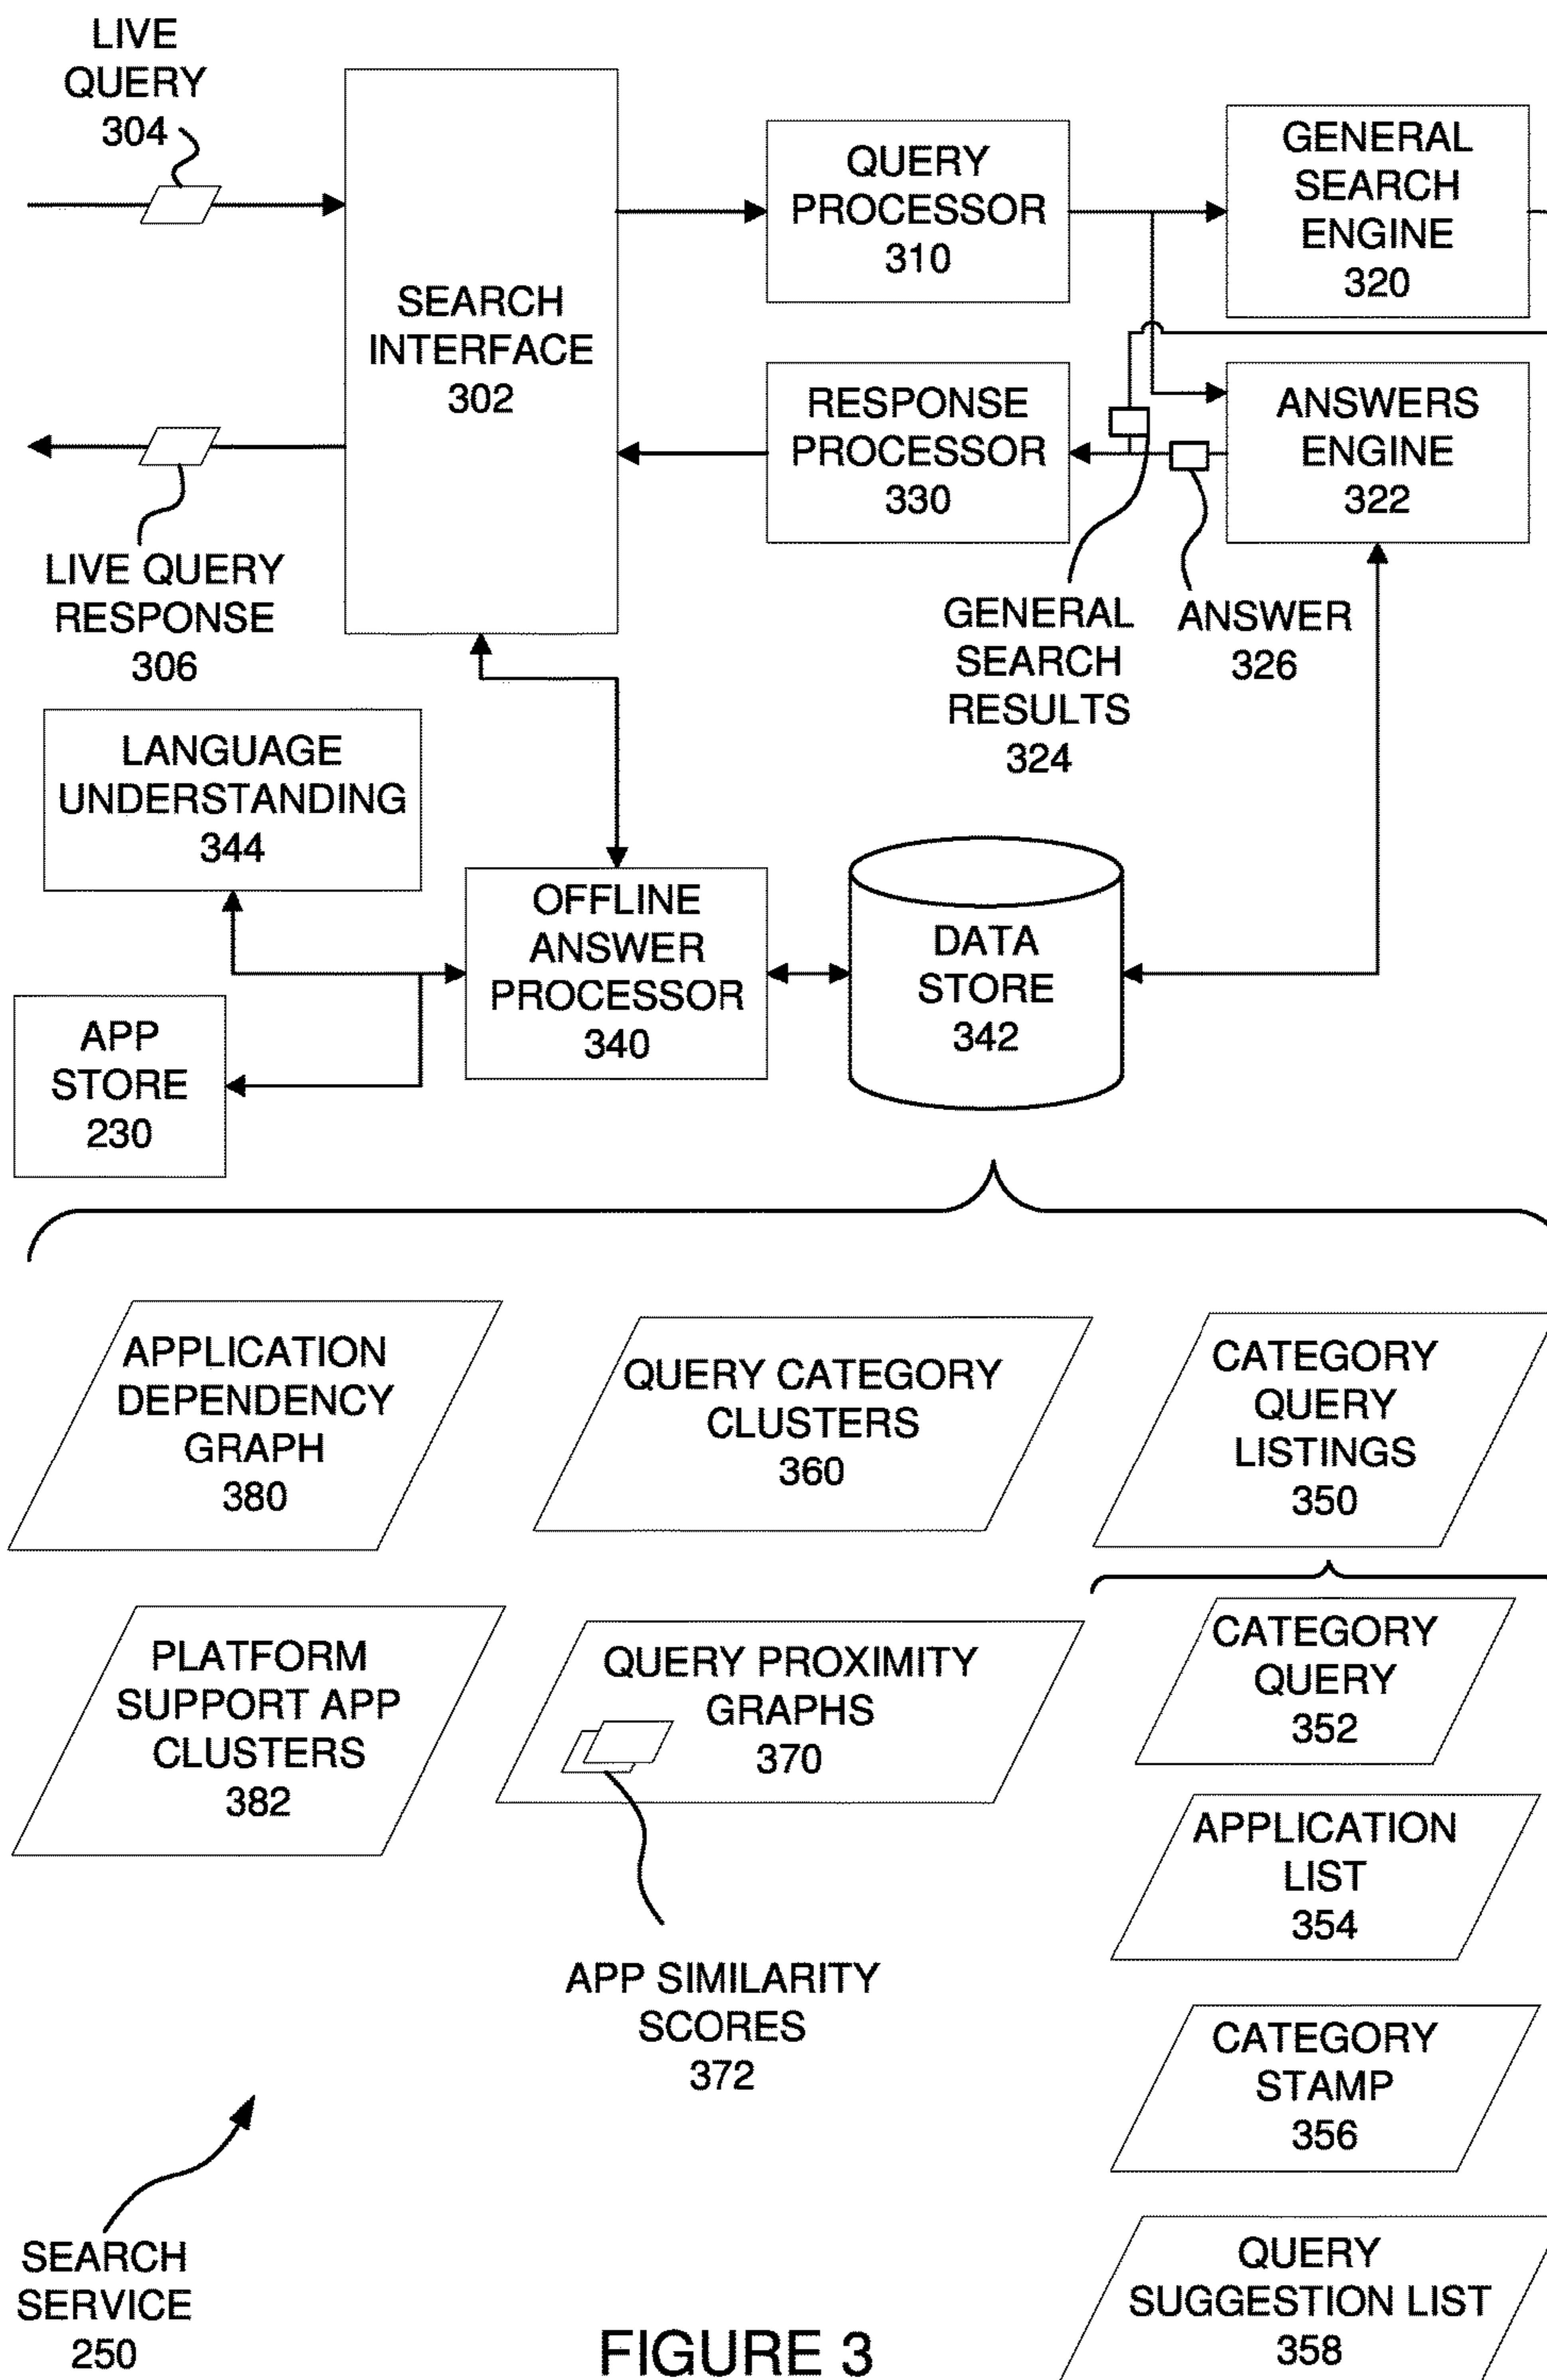 LIVE
QUERY
304
SEARCH
INTERFACE
302
QUERY
PROCESSOR
310
GENERAL
SEARCH
ENGINE
320
RESPONSE
PROCESSOR
330
ANSWERS
ENGINE
322
LIVE QUERY
RESPONSE
306
GENERAL
SEARCH
RESULTS
324
ANSWER
326
LANGUAGE
UNDERSTANDING
344
OFFLINE
ANSWER
PROCESSOR
340
DATA
STORE
342
APP
STORE
230
APPLICATION
DEPENDENCY
GRAPH
380
QUERY CATEGORY
CLUSTERS
360
CATEGORY
QUERY
LISTINGS
350
PLATFORM
SUPPORT APP
CLUSTERS
382
QUERY PROXIMITY
GRAPHS
370
CATEGORY
QUERY
352
APPLICATION
LIST
354
APP SIMILARITY
SCORES
372
CATEGORY
STAMP
356
SEARCH
SERVICE
250
QUERY
SUGGESTION LIST
358
FIGURE 3